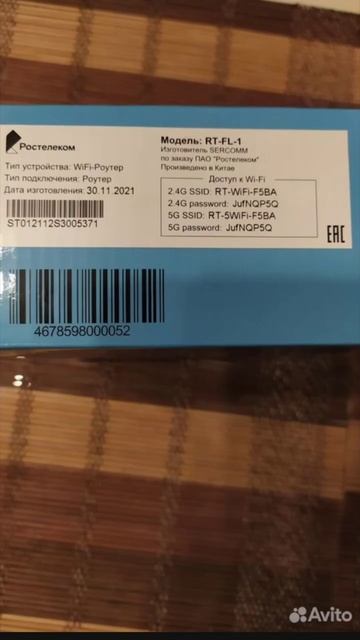 Ростелеком
Тип устройства: WiFi-Роутер
Тип подключения: Роутер
Дата изготовления: 30.11.2021
ST012112S3005371
Модель: RT-FL-1
Изготовитель SERCOMM
по заказу ПАО "Ростелеком"
Произведено в Китае
Доступ к Wi-Fi
2.4G SSID: RT-WiFi-F5BA
2.4G password: JufNQP5Q
5G SSID: RT-5WiFi-F5BA
5G password: JufNQP5Q
EAC
4678598000052
Avito